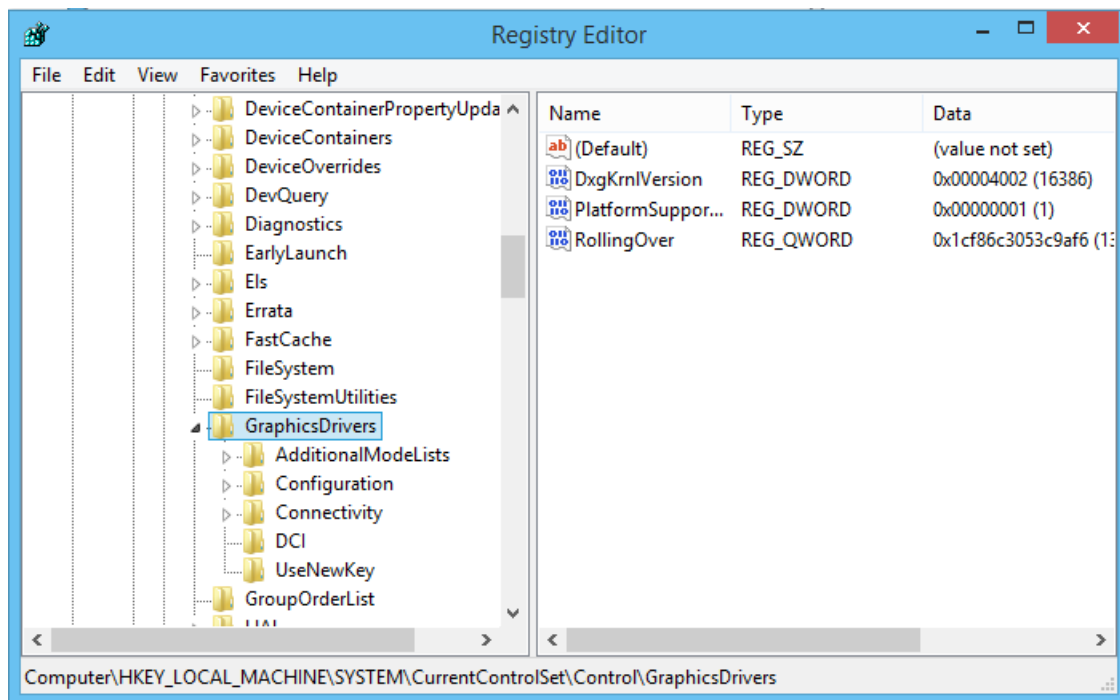 Registry Editor
File Edit View Favorites Help
DeviceContainerPropertyUpda
DeviceContainers
DeviceOverrides
DevQuery
Diagnostics
EarlyLaunch
Els
Errata
FastCache
FileSystem
FileSystemUtilities
GraphicsDrivers
AdditionalModeLists
Configuration
Connectivity
DCI
UseNewKey
GroupOrderList
Name Type Data
(Default) REG_SZ (value not set)
DxgKrnlVersion REG_DWORD 0x00004002 (16386)
PlatformSuppor... REG_DWORD 0x00000001 (1)
RollingOver REG_QWORD 0x1cf86c3053c9af6 (13
Computer\HKEY_LOCAL_MACHINE\SYSTEM\CurrentControlSet\Control\GraphicsDrivers